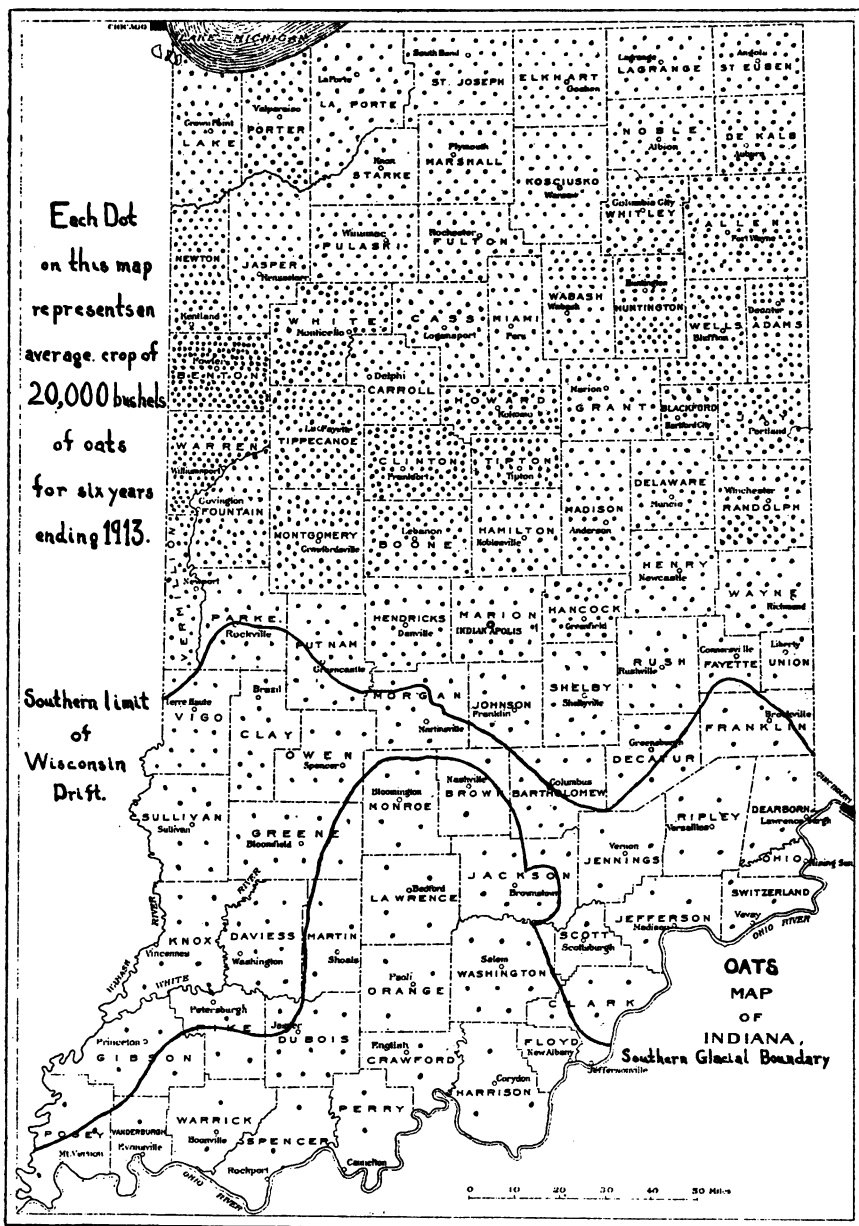 CHICAGO
LAKE MICHIGAN
South Bend
ST. JOSEPH
ELKHART
Goshen
Lagrange
LAGRANGE
Angola
STEUBEN
LaPorte
LA PORTE
Valparaiso
PORTER
Crown Point
LAKE
NOBLE
Albion
DE KALB
Auburn
Plymouth
MARSHALL
Knox
STARKE
KOSCIUSKO
Warsaw
Columbia City
WHITLEY
ALLEN
Fort Wayne
Each Dot
on this map
represents an
average crop of
20,000 bushels
of oats
for six years
ending 1913.
Winamac
PULASKI
Rochester
FULTON
NEWTON
Kentland
JASPER
Rensselaer
WABASH
Wabash
Huntington
HUNTINGTON
WHITE
Monticello
CASS
Logansport
MIAMI
Peru
WELLS
Bluffton
Decatur
ADAMS
Fowler
BENTON
Delphi
CARROLL
HOWARD
Kokomo
Marion
GRANT
BLACKFORD
Hartford City
JAY
Portland
WARREN
Williamsport
LaFayette
TIPPECANOE
CLINTON
Frankfort
TIPTON
Tipton
DELAWARE
Muncie
Winchester
RANDOLPH
Covington
FOUNTAIN
MONTGOMERY
Crawfordsville
Lebanon
BOONE
HAMILTON
Noblesville
MADISON
Anderson
HENRY
Newcastle
VERMILLION
Newport
WAYNE
Richmond
PARKE
Rockville
PUTNAM
Greencastle
HENDRICKS
Danville
MARION
INDIANAPOLIS
HANCOCK
Greenfield
RUSH
Rushville
Connersville
FAYETTE
Liberty
UNION
Southern limit
of
Wisconsin
Drift.
Terre Haute
VIGO
Brazil
CLAY
MORGAN
Martinsville
JOHNSON
Franklin
SHELBY
Shelbyville
OWEN
Spencer
Greensburgh
DECATUR
Brookville
FRANKLIN
Nashville
BROWN
Columbus
BARTHOLOMEW
Bloomington
MONROE
SULLIVAN
Sullivan
GREENE
Bloomfield
RIPLEY
Versailles
DEARBORN
Lawrenceburgh
CINCINNATI
Vernon
JENNINGS
OHIO
Rising Sun
JACKSON
Brownstown
Bedford
LAWRENCE
SWITZERLAND
Vevay
OHIO RIVER
JEFFERSON
Madison
SCOTT
Scottsburgh
WABASH RIVER
WHITE
RIVER
KNOX
Vincennes
DAVIESS
Washington
MARTIN
Shoals
Paoli
ORANGE
Salem
WASHINGTON
CLARK
Petersburgh
PIKE
Princeton
GIBSON
Jasper
DUBOIS
English
CRAWFORD
FLOYD
New Albany
Jeffersonville
Corydon
HARRISON
OATS
MAP
OF
INDIANA.
Southern Glacial Boundary
POSEY
Mt. Vernon
VANDERBURGH
Evansville
WARRICK
Boonville
SPENCER
Rockport
PERRY
Cannelton
OHIO RIVER
0 10 20 30 40 50 Miles